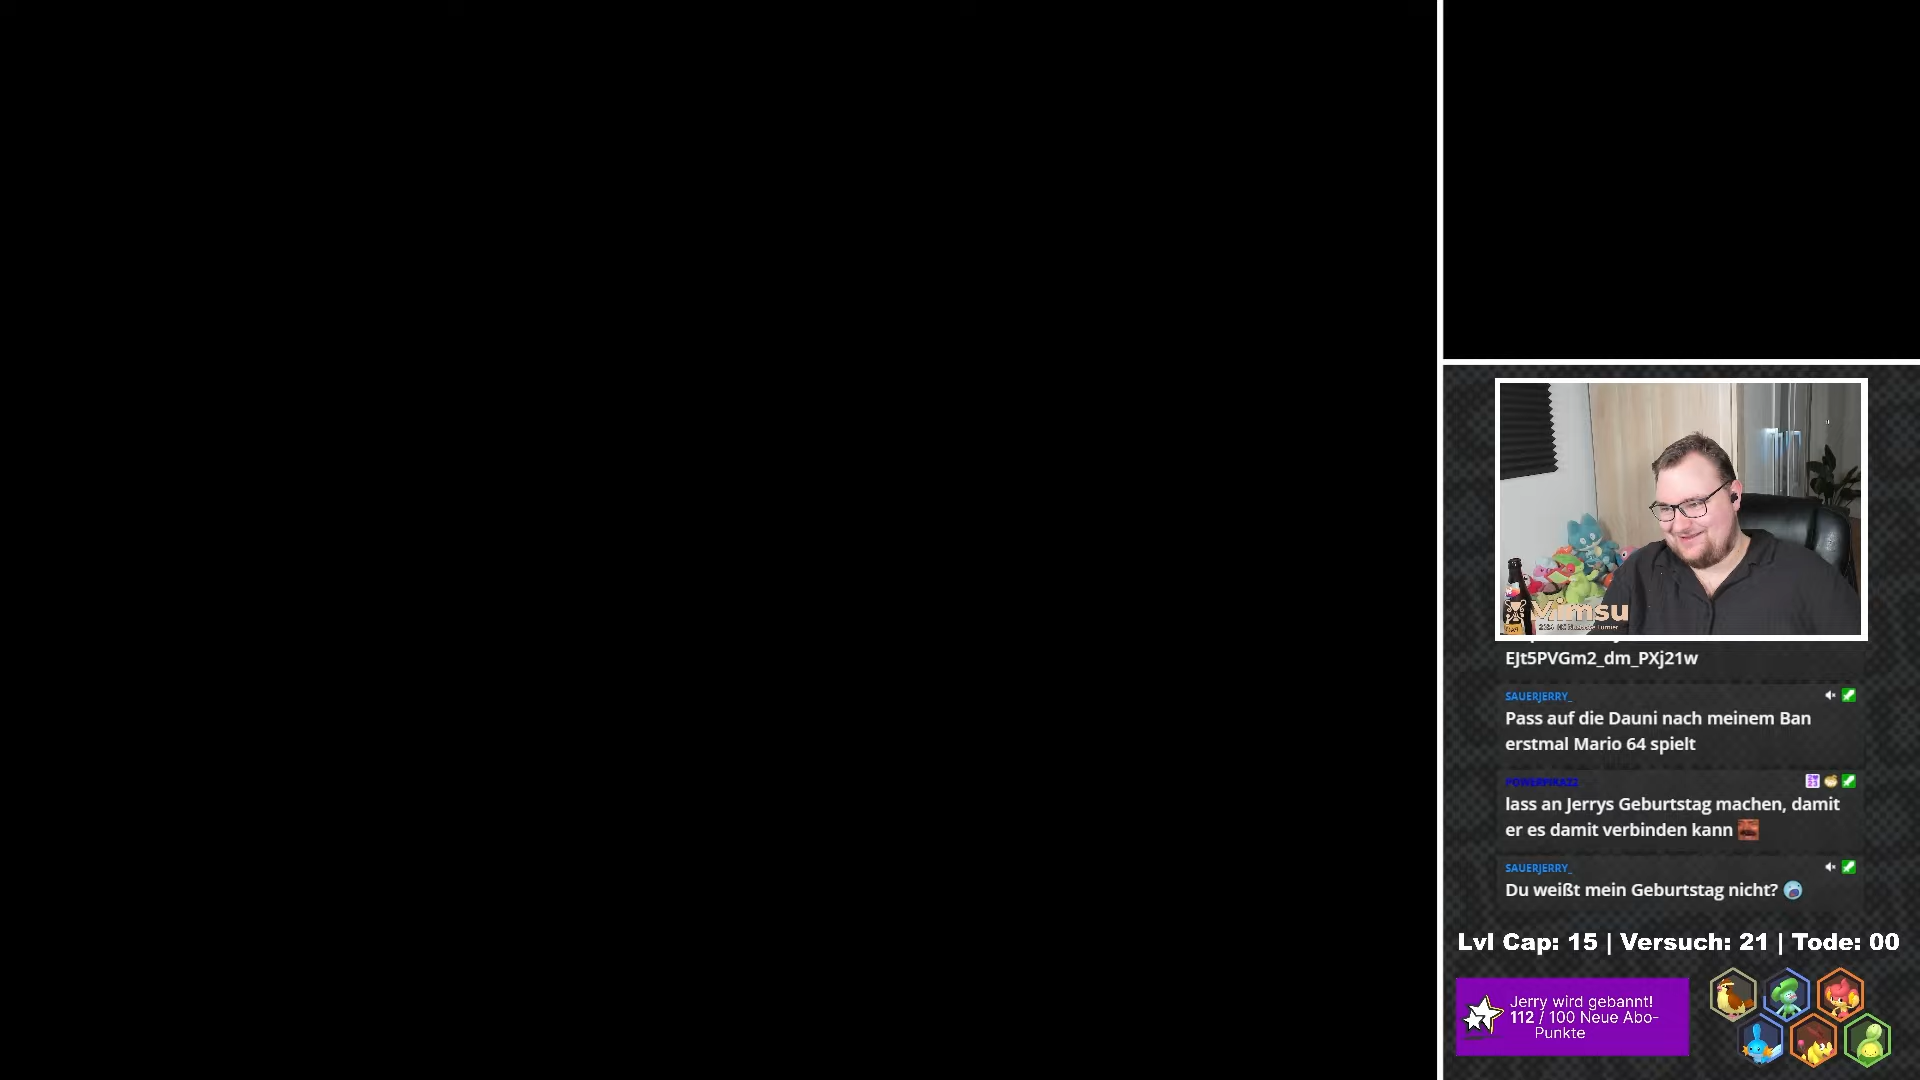 Vimsu
EJt5PVGm2_dm_PXj21w
SAUERJERRY_
Pass auf die Dauni nach meinem Ban
erstmal Mario 64 spielt
lass an Jerrys Geburtstag machen, damit
er es damit verbinden kann
SAUERJERRY_
Du weißt mein Geburtstag nicht?
Lvl Cap: 15 | Versuch: 21 | Tode: 00
Jerry wird gebannt!
112 / 100 Neue Abo-
Punkte